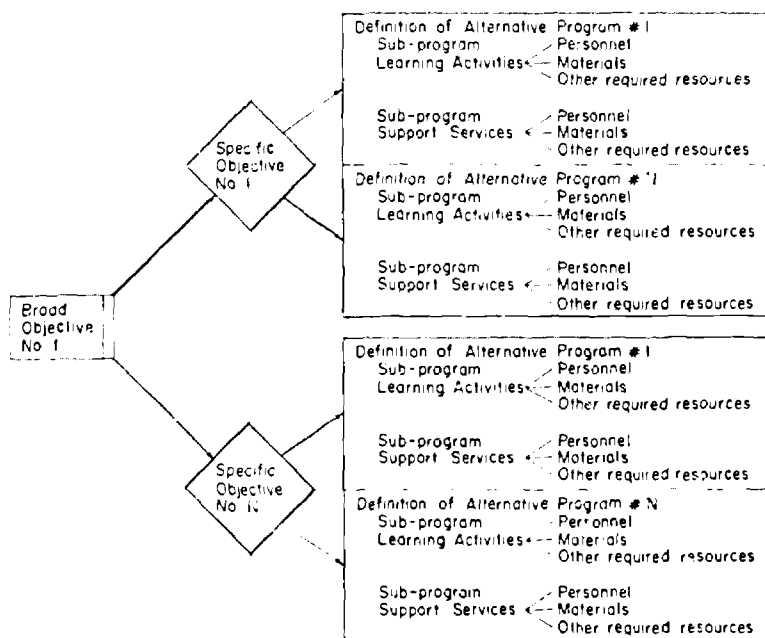 Broad
Objective
No 1
Specific
Objective
No 1
Definition of Alternative Program #1
Sub-program
Personnel
Learning Activities
Materials
Other required resources
Sub-program
Personnel
Support Services
Materials
Other required resources
Definition of Alternative Program # N
Sub-program
Personnel
Learning Activities
Materials
Other required resources
Sub-program
Personnel
Support Services
Materials
Other required resources
Specific
Objective
No N
Definition of Alternative Program #1
Sub-program
Personnel
Learning Activities
Materials
Other required resources
Sub-program
Personnel
Support Services
Materials
Other required resources
Definition of Alternative Program # N
Sub-program
Personnel
Learning Activities
Materials
Other required resources
Sub-program
Personnel
Support Services
Materials
Other required resources